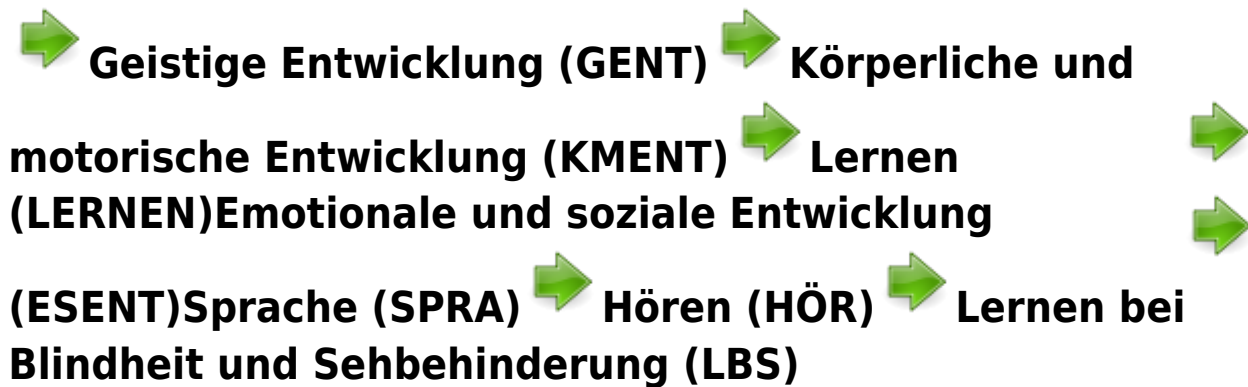 Geistige Entwicklung (GENT) Körperliche und
motorische Entwicklung (KMENT) Lernen
(LERNEN)Emotionale und soziale Entwicklung
(ESENT)Sprache (SPRA) Hören (HÖR) Lernen bei
Blindheit und Sehbehinderung (LBS)